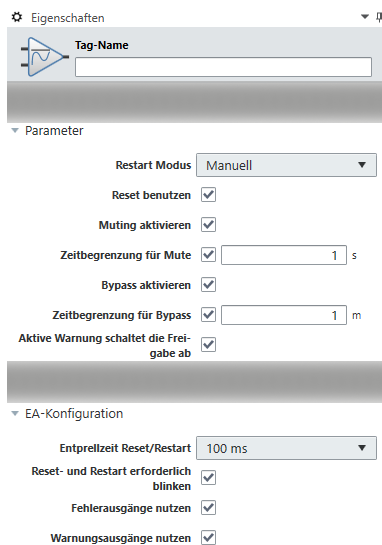 Eigenschaften
Tag-Name
Parameter
Restart Modus Manuell
Reset benutzen
Muting aktivieren
Zeitbegrenzung für Mute 1 s
Bypass aktivieren
Zeitbegrenzung für Bypass 1 m
Aktive Warnung schaltet die Frei-
gabe ab
EA-Konfiguration
Entprellzeit Reset/Restart 100 ms
Reset- und Restart erforderlich
blinken
Fehlerausgänge nutzen
Warnungsausgänge nutzen